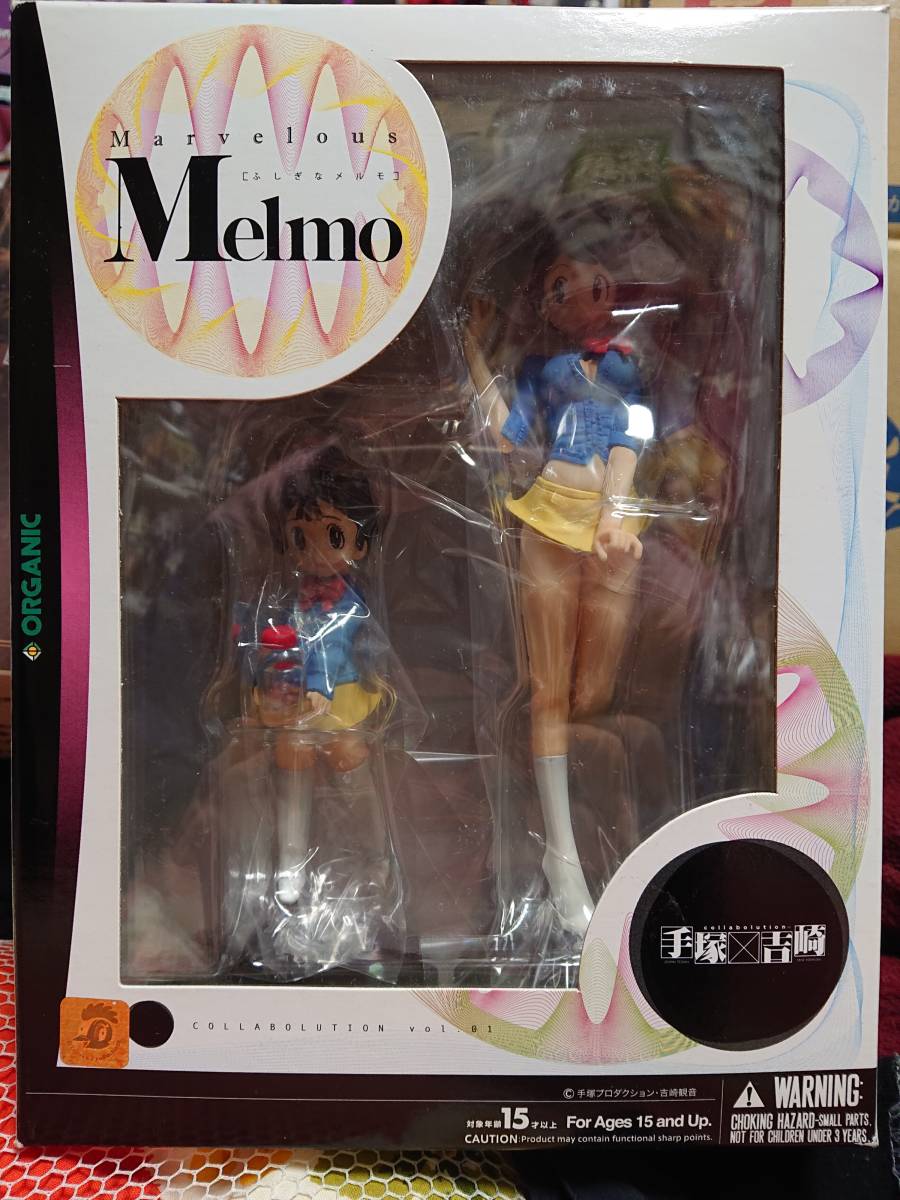 Marvelous
[ふしぎなメルモ]
Melmo
ORGANIC
collabolution
手塚×吉崎
COLLABOLUTION vol.01
© 手塚プロダクション・吉崎観音
対象年齢15才以上 For Ages 15 and Up.
CAUTION:Product may contain functional sharp points.
WARNING:
CHOKING HAZARD-SMALL PARTS.
NOT FOR CHILDREN UNDER 3 YEARS.